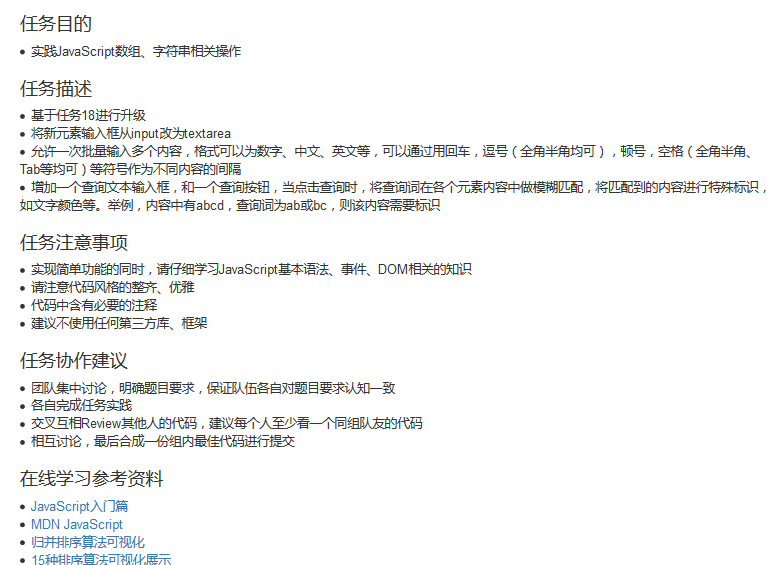 任务目的
• 实践JavaScript数组、字符串相关操作
任务描述
• 基于任务18进行升级
• 将新元素输入框从input改为textarea
• 允许一次批量输入多个内容，格式可以为数字、中文、英文等，可以通过用回车，逗号（全角半角均可），顿号，空格（全角半角、
Tab等均可）等符号作为不同内容的间隔
• 增加一个查询文本输入框，和一个查询按钮，当点击查询时，将查询词在各个元素内容中做模糊匹配，将匹配到的内容进行特殊标识，
如文字颜色等。举例，内容中有abcd，查询词为ab或bc，则该内容需要标识
任务注意事项
• 实现简单功能的同时，请仔细学习JavaScript基本语法、事件、DOM相关的知识
• 请注意代码风格的整齐、优雅
• 代码中含有必要的注释
• 建议不使用任何第三方库、框架
任务协作建议
• 团队集中讨论，明确题目要求，保证队伍各自对题目要求认知一致
• 各自完成任务实践
• 交叉互相Review其他人的代码，建议每个人至少看一个同组队友的代码
• 相互讨论，最后合成一份组内最佳代码进行提交
在线学习参考资料
• JavaScript入门篇
• MDN JavaScript
• 归并排序算法可视化
• 15种排序算法可视化展示